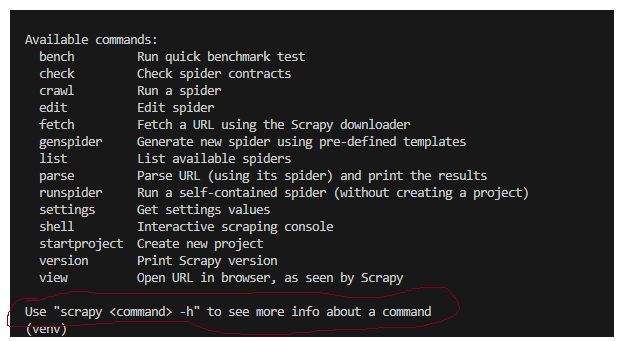 Available commands:
bench Run quick benchmark test
check Check spider contracts
crawl Run a spider
edit Edit spider
fetch Fetch a URL using the Scrapy downloader
genspider Generate new spider using pre-defined templates
list List available spiders
parse Parse URL (using its spider) and print the results
runspider Run a self-contained spider (without creating a project)
settings Get settings values
shell Interactive scraping console
startproject Create new project
version Print Scrapy version
view Open URL in browser, as seen by Scrapy
Use "scrapy <command> -h" to see more info about a command
(venv)